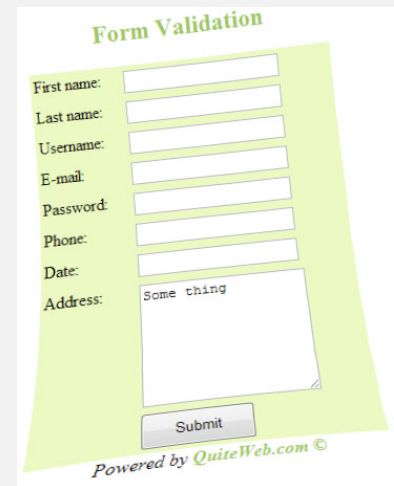 Form Validation
First name:
Last name:
Username:
E-mail:
Password:
Phone:
Date:
Address:
Some thing
Submit
Powered by QuiteWeb.com ©